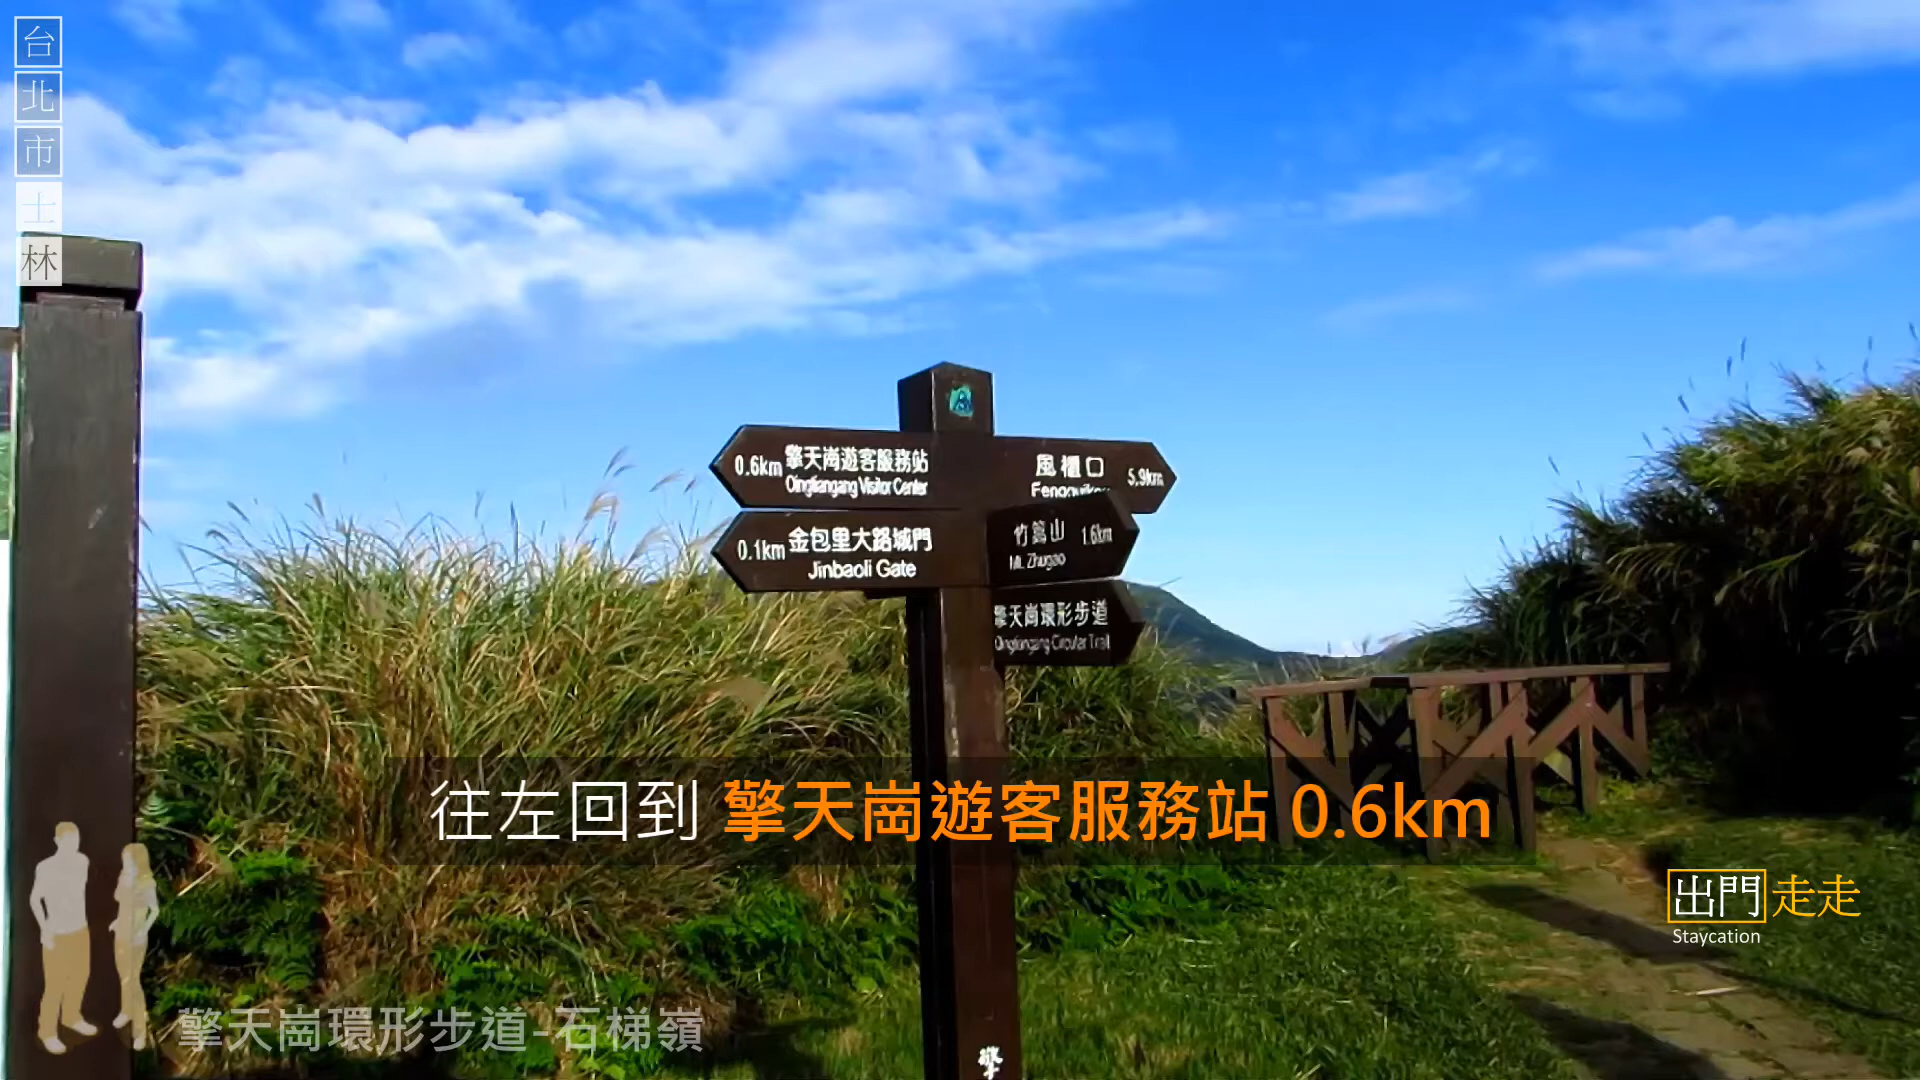 台北市士林
0.6km 擎天崗遊客服務站
Qingtiangang Visitor Center
風櫃口 5.9km
Fengguikou
0.1km 金包里大路城門
Jinbaoli Gate
竹篙山 1.6km
Mt. Zhugao
擎天崗環形步道
Qingtiangang Circular Trail
往左回到 擎天崗遊客服務站 0.6km
出門走走
Staycation
擎天崗環形步道-石梯嶺
擎